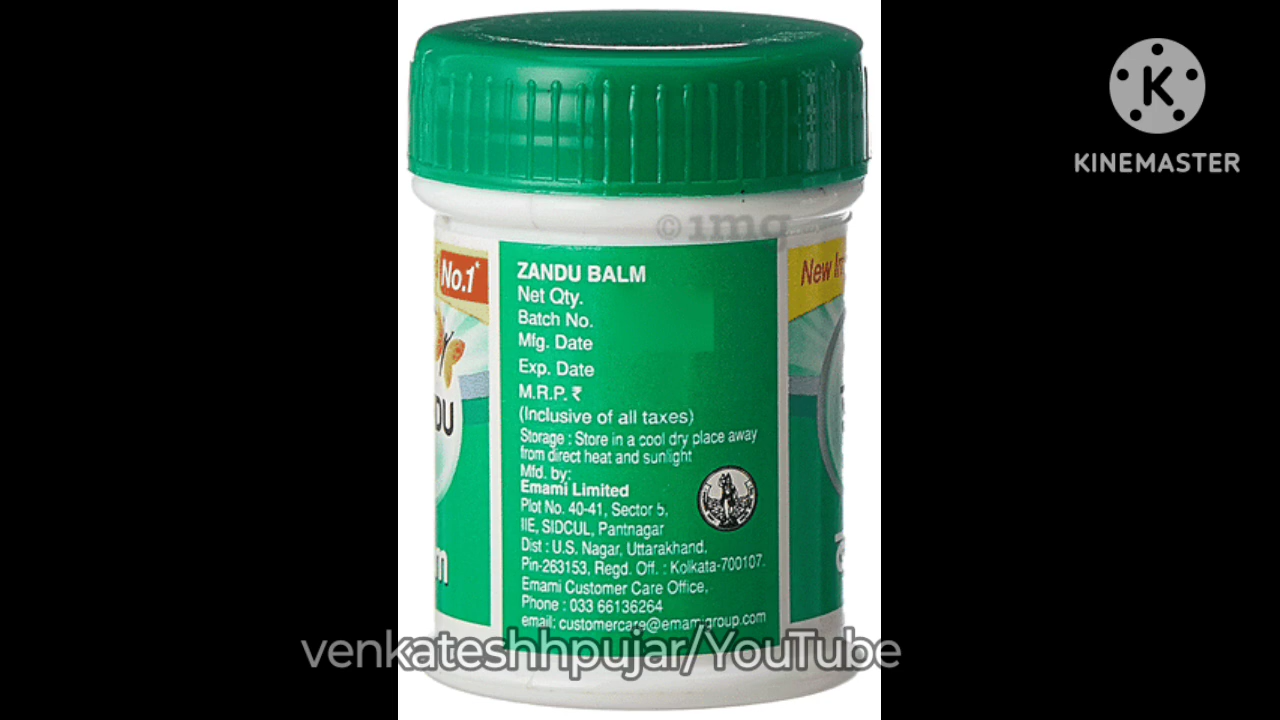 KINEMASTER
©1mg
No.1*
New
DU
ZANDU BALM
Net Qty.
Batch No.
Mfg. Date
Exp. Date
M.R.P. ₹
(Inclusive of all taxes)
Storage : Store in a cool dry place away
from direct heat and sunlight
Mfd. by:
Emami Limited
Plot No. 40-41, Sector 5,
IIE, SIDCUL, Pantnagar
Dist : U.S. Nagar, Uttarakhand.
Pin-263153, Regd. Off. : Kolkata-700107.
Emami Customer Care Office,
Phone : 033 66136264
email: customercare@emamigroup.com
venkateshhpujar/YouTube